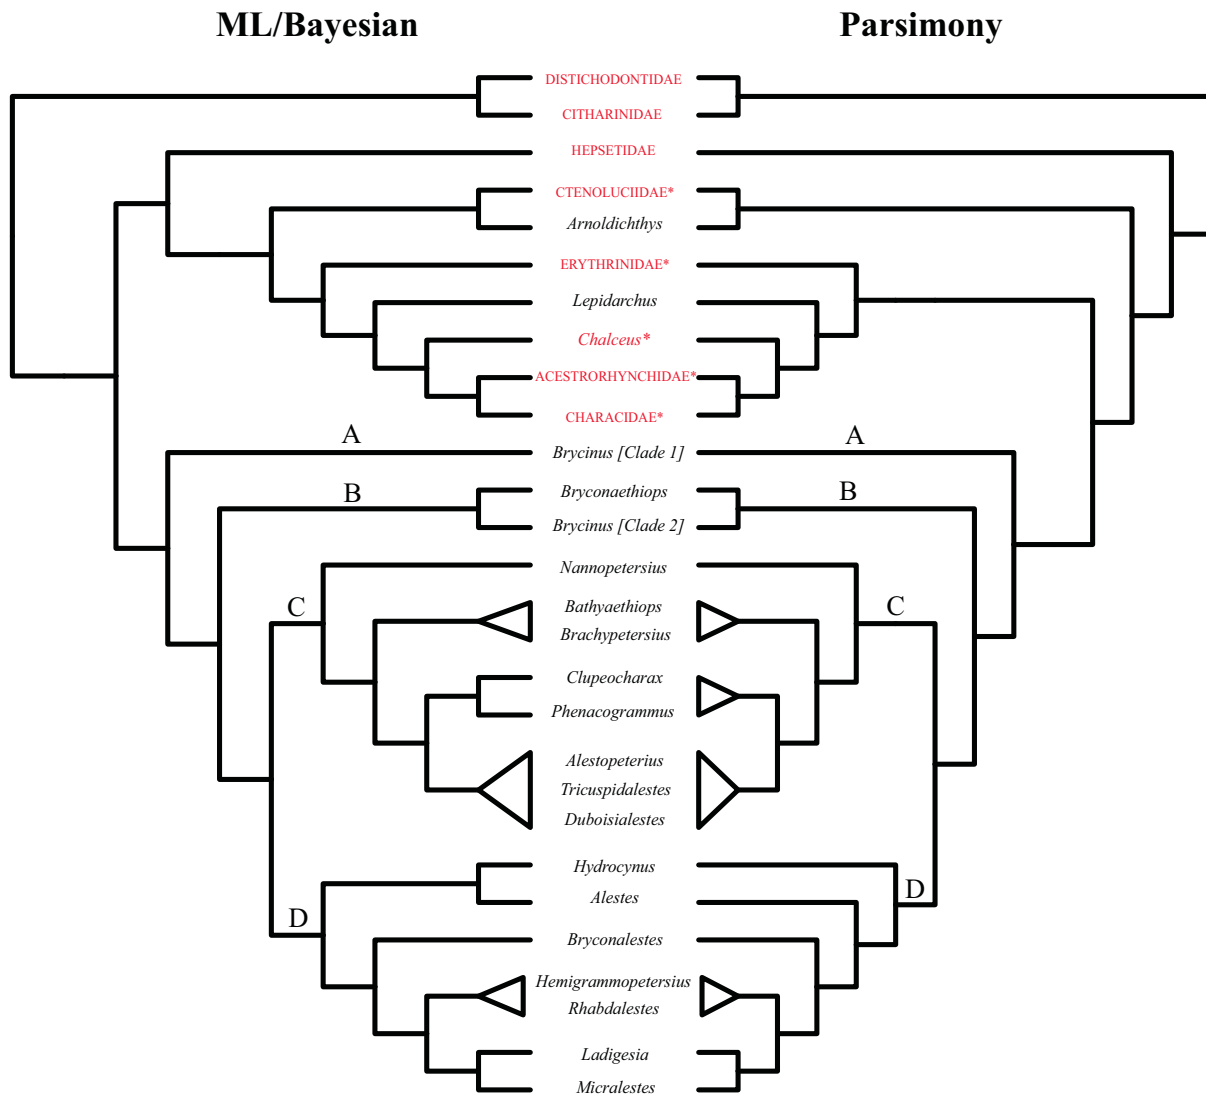 ML/Bayesian
Parsimony
DISTICHODONTIDAE
CITHARINIDAE
HEPSETIDAE
CTENOLUCIIDAE*
Arnoldichthys
ERYTHRINIDAE*
Lepidarchus
Chalceus*
ACESTRORHYNCHIDAE*
CHARACIDAE*
A
Brycinus [Clade 1]
A
B
Bryconaethiops
B
Brycinus [Clade 2]
Nannopetersius
C
Bathyaethiops
C
Brachypetersius
Clupeocharax
Phenacogrammus
Alestopeterius
Tricuspidalestes
Duboisialestes
Hydrocynus
D
Alestes
D
Bryconalestes
Hemigrammopetersius
Rhabdalestes
Ladigesia
Micralestes